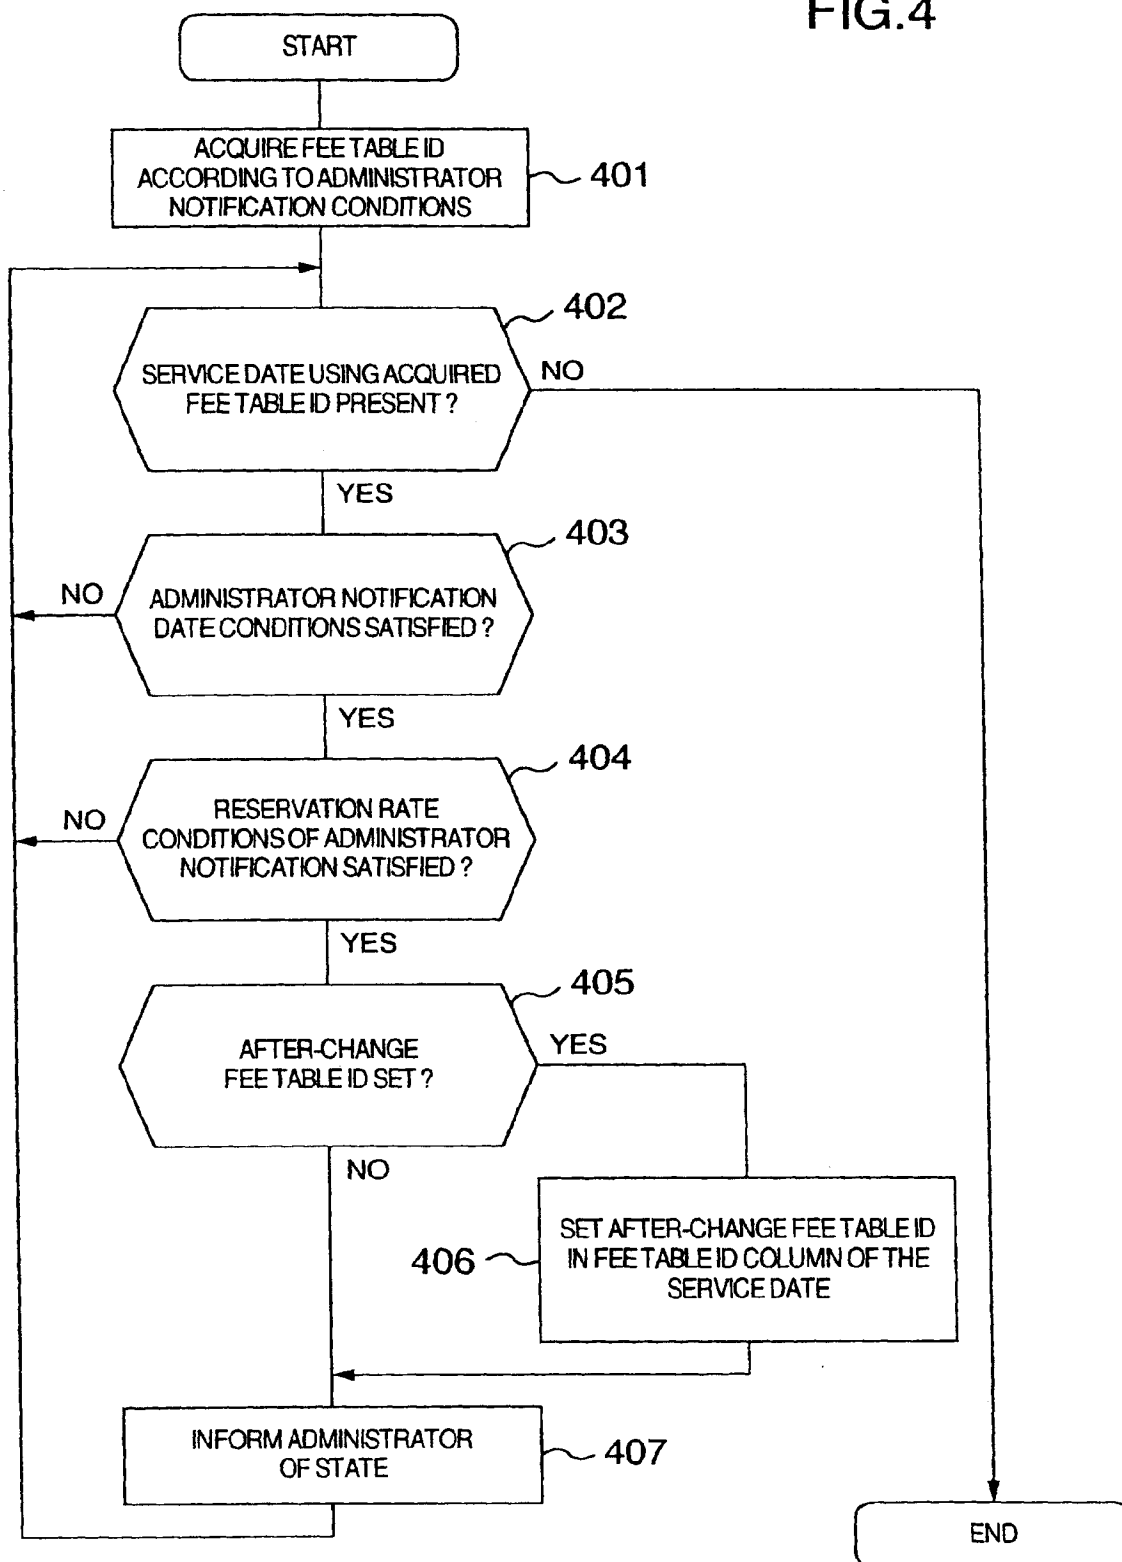 FIG.4
START
ACQUIRE FEE TABLE ID
ACCORDING TO ADMINISTRATOR
NOTIFICATION CONDITIONS
401
402
SERVICE DATE USING ACQUIRED
FEE TABLE ID PRESENT ?
NO
YES
403
ADMINISTRATOR NOTIFICATION
DATE CONDITIONS SATISFIED ?
NO
YES
404
RESERVATION RATE
CONDITIONS OF ADMINISTRATOR
NOTIFICATION SATISFIED ?
NO
YES
405
AFTER-CHANGE
FEE TABLE ID SET ?
YES
NO
SET AFTER-CHANGE FEE TABLE ID
IN FEE TABLE ID COLUMN OF THE
SERVICE DATE
406
INFORM ADMINISTRATOR
OF STATE
407
END